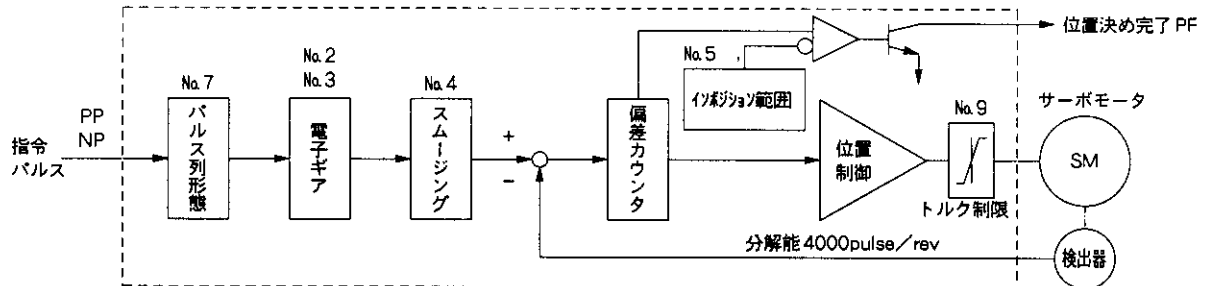 位置決め完了 PF
No.2
No.3
No.5
No.7
No.4
No.9
インポジション範囲
サーボモータ
PP
NP
指令
パルス
パルス列形態
電子ギア
スムージング
+
−
偏差カウンタ
位置
制御
トルク制限
SM
分解能 4000pulse/rev
検出器